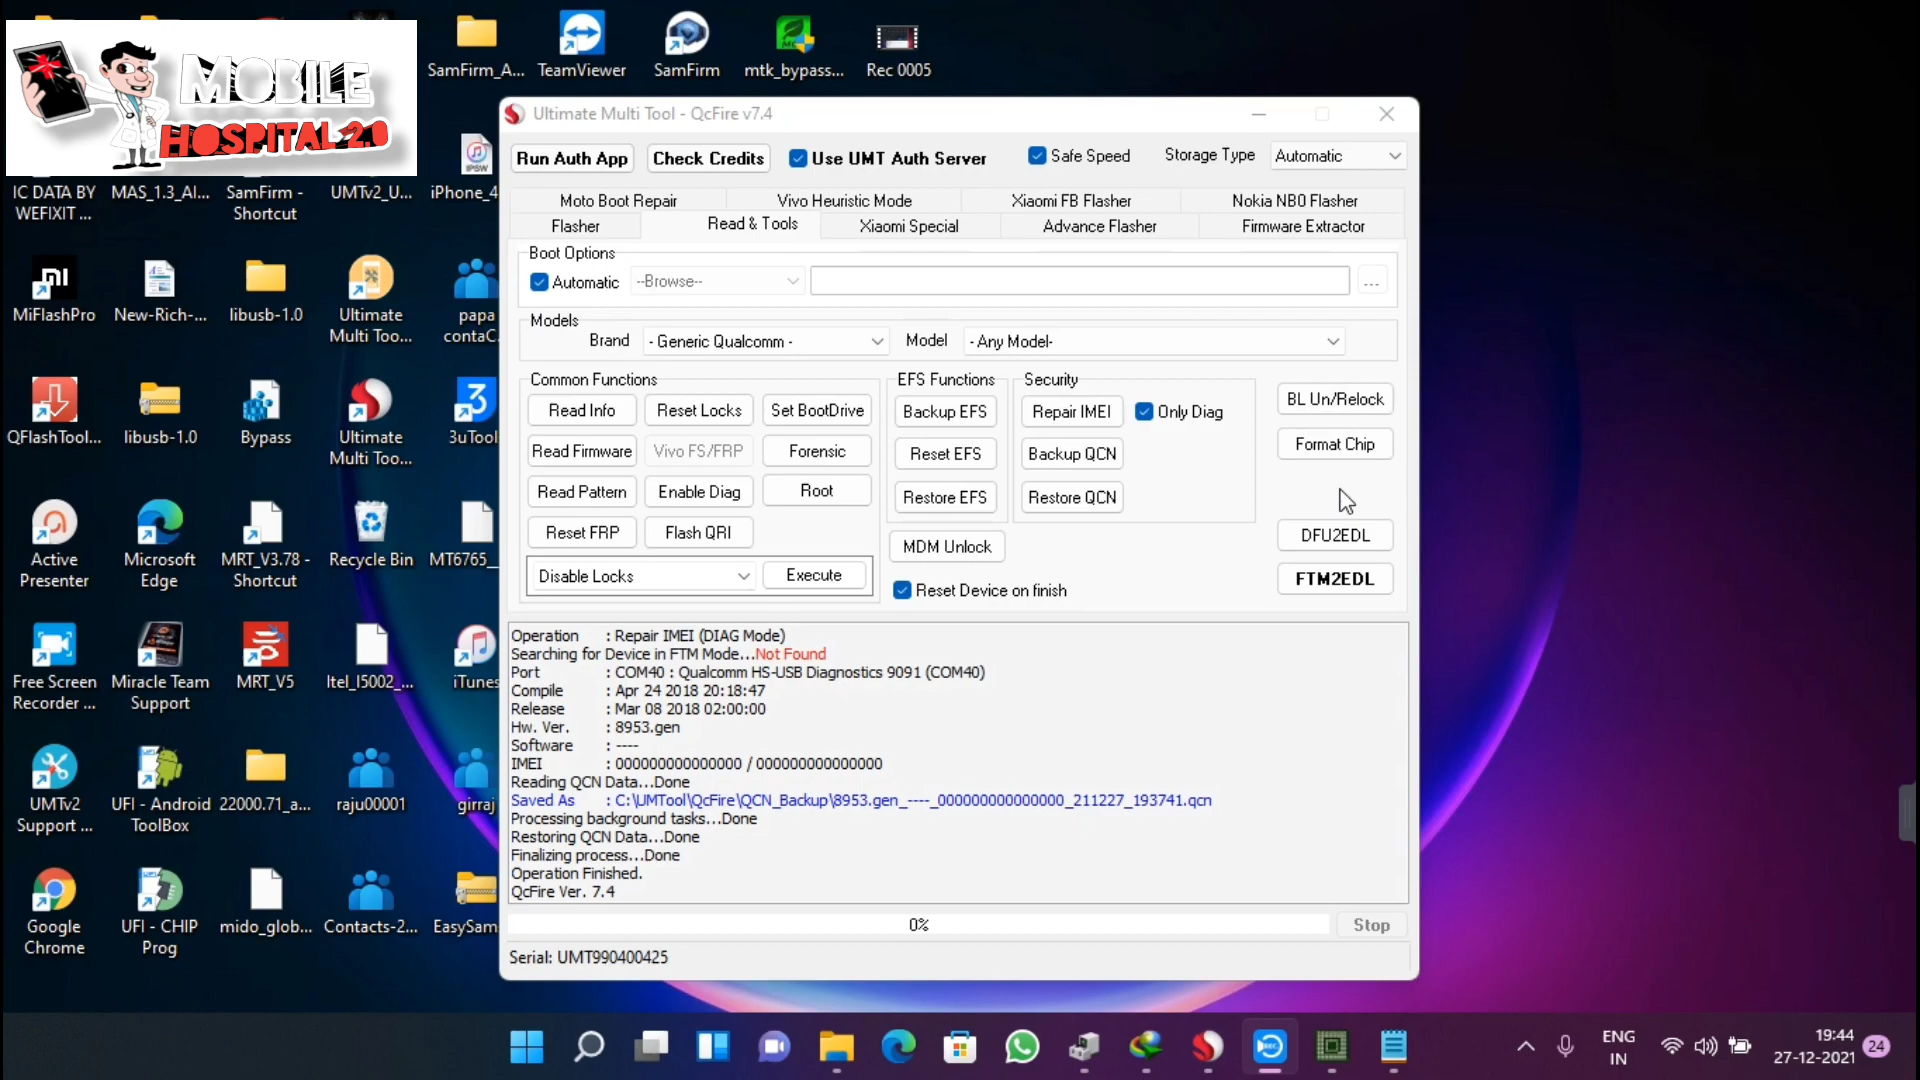 MOBILE
HOSPITAL 2.0
SamFirm_A...
TeamViewer
SamFirm
mtk_bypass...
Rec 0005
IC DATA BY
WEFIXIT ...
MAS_1.3_AI...
SamFirm -
Shortcut
UMTv2_U...
IPSW
iPhone_4
MiFlashPro
New-Rich-...
libusb-1.0
Ultimate
Multi Too...
papa
contaC.
QFlashTool...
libusb-1.0
Bypass
Ultimate
Multi Too...
3uTool
Active
Presenter
Microsoft
Edge
MRT_V3.78 -
Shortcut
Recycle Bin
MT6765_
Free Screen
Recorder ...
Miracle Team
Support
MRT_V5
Itel_I5002_...
iTunes
UMTv2
Support ...
UFI - Android
ToolBox
22000.71_a...
raju00001
girraj
Google
Chrome
UFI - CHIP
Prog
mido_glob...
Contacts-2...
EasySam
Ultimate Multi Tool - QcFire v7.4
Run Auth App
Check Credits
Use UMT Auth Server
Safe Speed
Storage Type
Automatic
Moto Boot Repair
Vivo Heuristic Mode
Xiaomi FB Flasher
Nokia NB0 Flasher
Flasher
Read & Tools
Xiaomi Special
Advance Flasher
Firmware Extractor
Boot Options
Automatic
--Browse--
...
Models
Brand
- Generic Qualcomm -
Model
- Any Model-
Common Functions
EFS Functions
Security
Read Info
Reset Locks
Set BootDrive
Backup EFS
Repair IMEI
Only Diag
BL Un/Relock
Read Firmware
Vivo FS/FRP
Forensic
Reset EFS
Backup QCN
Format Chip
Read Pattern
Enable Diag
Root
Restore EFS
Restore QCN
Reset FRP
Flash QRI
MDM Unlock
DFU2EDL
Disable Locks
Execute
Reset Device on finish
FTM2EDL
Operation : Repair IMEI (DIAG Mode)
Searching for Device in FTM Mode...Not Found
Port : COM40 : Qualcomm HS-USB Diagnostics 9091 (COM40)
Compile : Apr 24 2018 20:18:47
Release : Mar 08 2018 02:00:00
Hw. Ver. : 8953.gen
Software : ----
IMEI : 000000000000000 / 000000000000000
Reading QCN Data...Done
Saved As : C:\UMTool\QcFire\QCN_Backup\8953.gen_----_000000000000000_211227_193741.qcn
Processing background tasks...Done
Restoring QCN Data...Done
Finalizing process...Done
Operation Finished.
QcFire Ver. 7.4
0%
Stop
Serial: UMT990400425
ENG
IN
19:44
27-12-2021
24